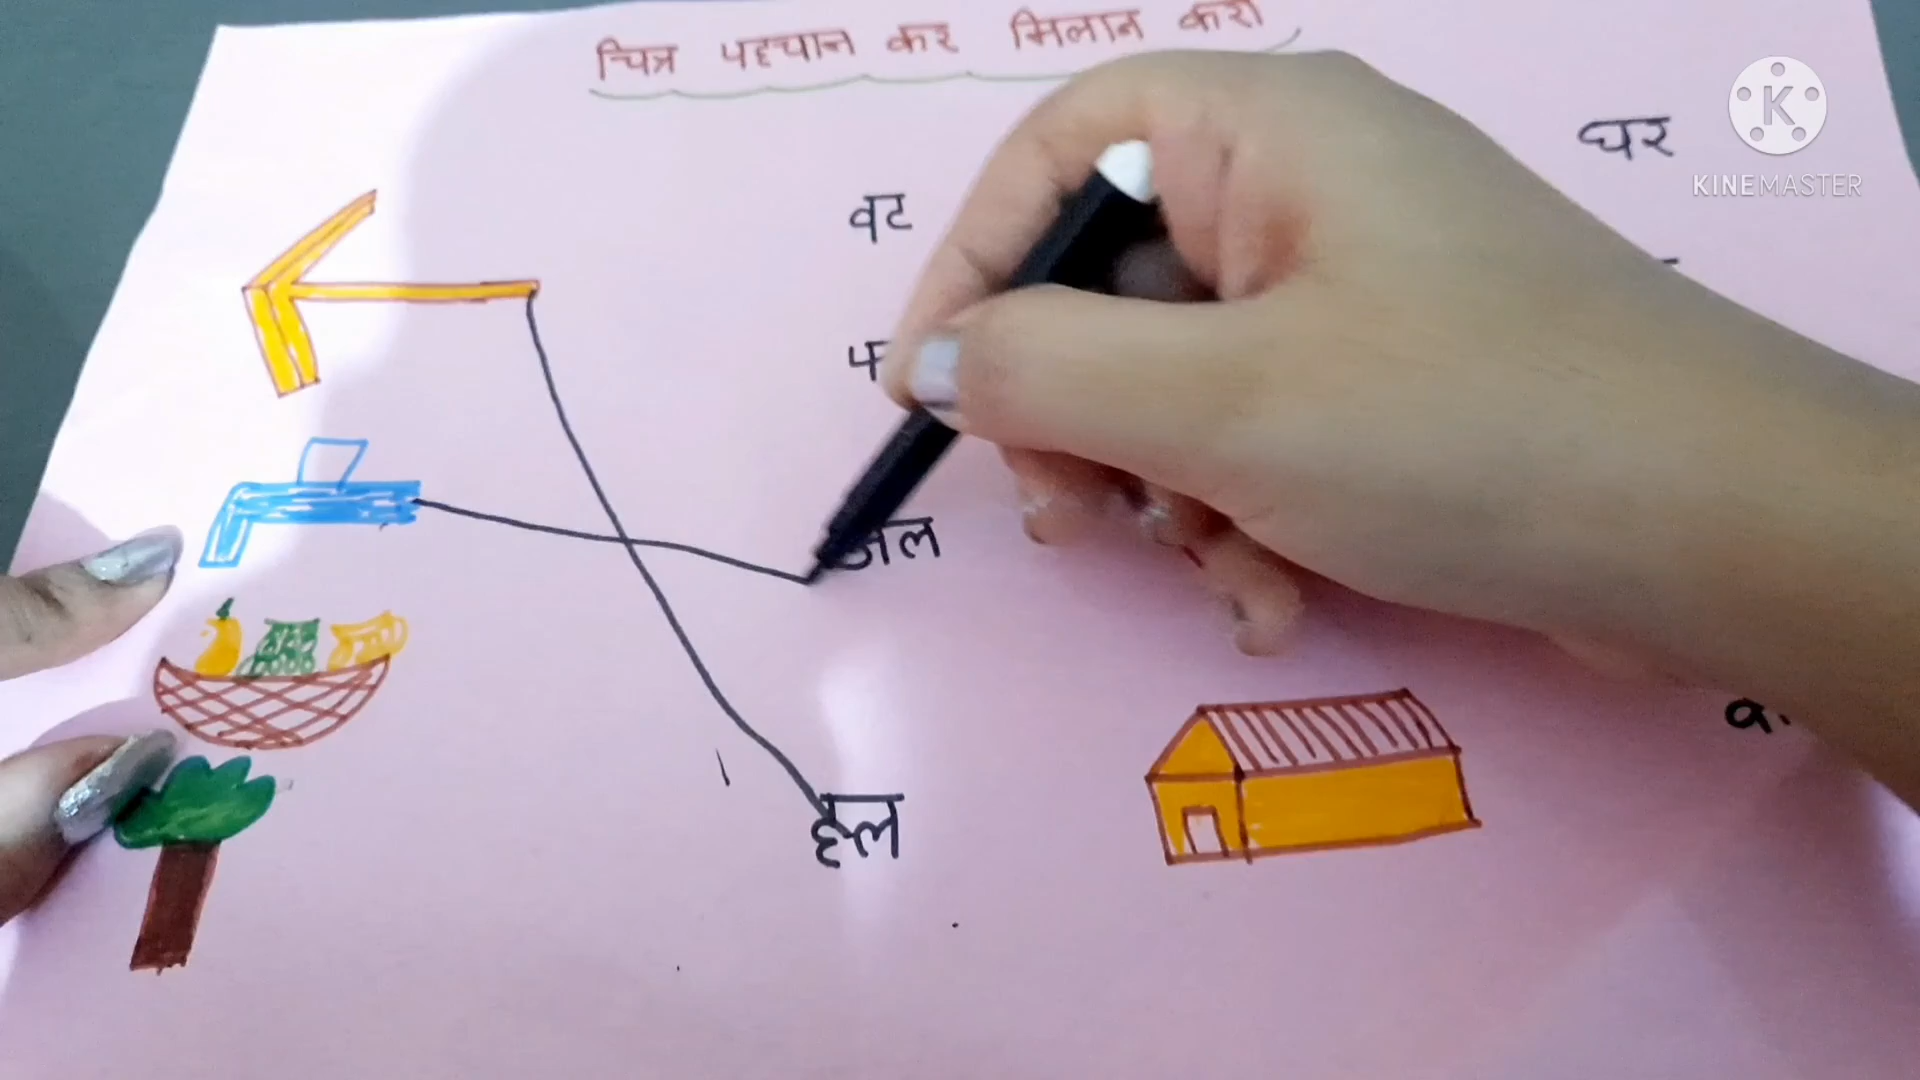 चित्र पहचान कर मिलान करो
घर
KINEMASTER
वट
जल
हल